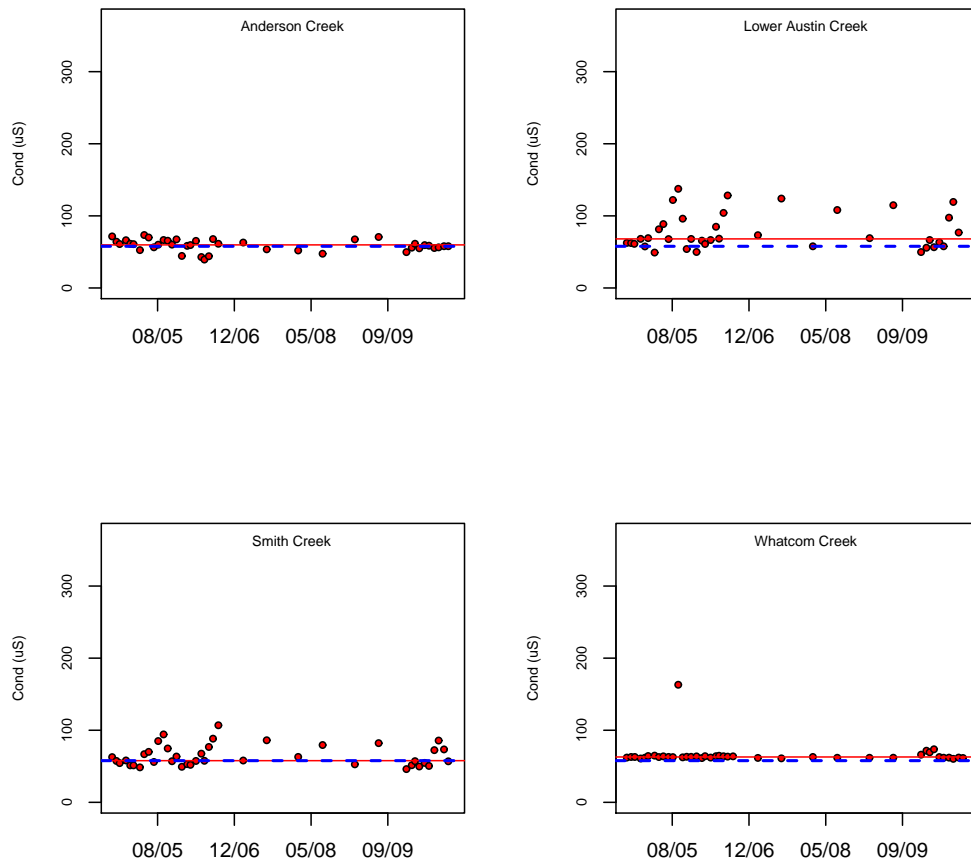 Anderson Creek
Cond (uS)
300
200
100
0
08/05 12/06 05/08 09/09
Lower Austin Creek
Cond (uS)
300
200
100
0
08/05 12/06 05/08 09/09
Smith Creek
Cond (uS)
300
200
100
0
08/05 12/06 05/08 09/09
Whatcom Creek
Cond (uS)
300
200
100
0
08/05 12/06 05/08 09/09